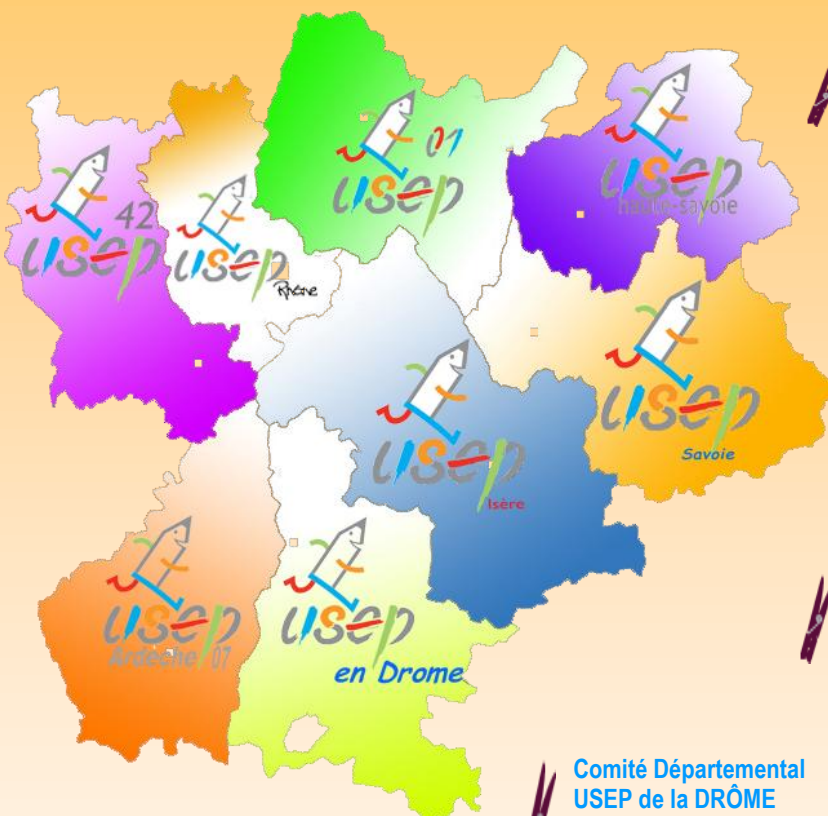 01
usep
usep
haute-savoie
42
usep
usep
Rhône
usep
Savoie
usep
Isère
usep
Ardèche 07
usep
en Drome
Comité Départemental
USEP de la DRÔME